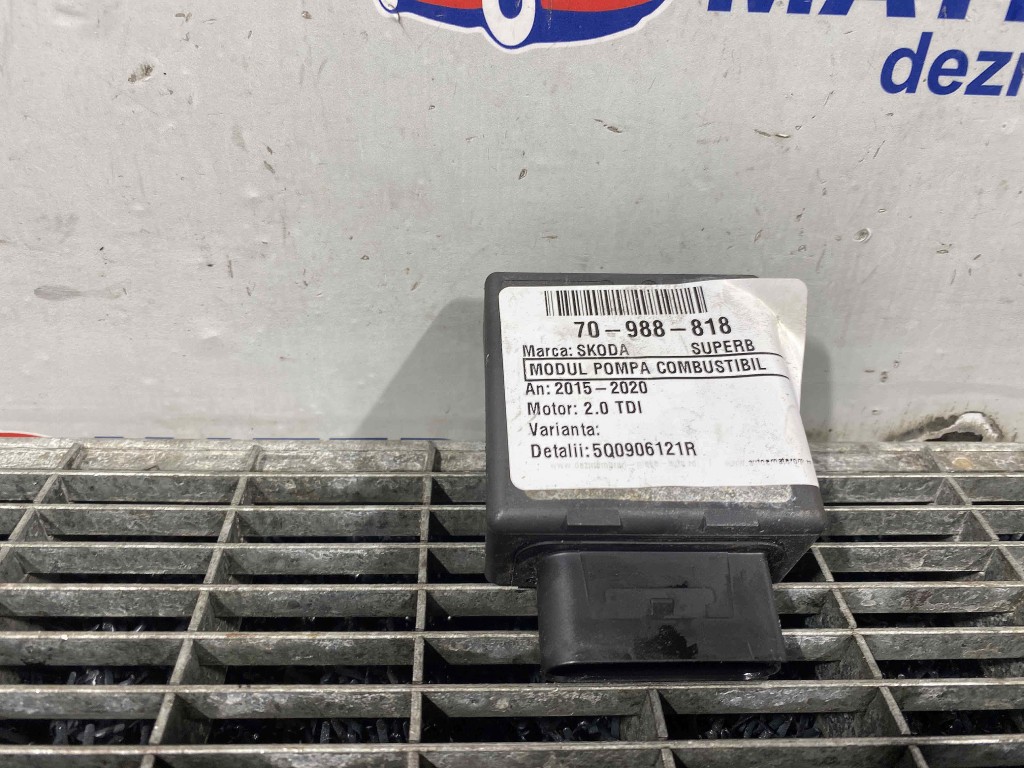 dezm
70-988-818
Marca: SKODA SUPERB
MODUL POMPA COMBUSTIBIL
An: 2015-2020
Motor: 2.0 TDI
Varianta:
Detalii: 5Q0906121R